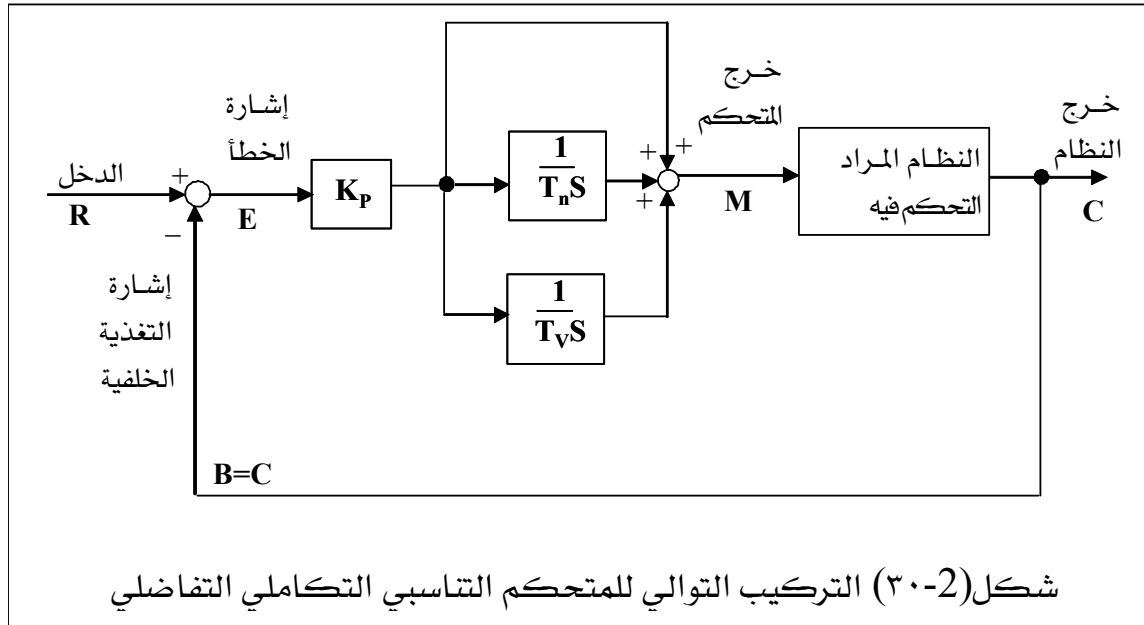 إشارة
الخطأ
الدخل
R
+
−
E
K_P
1
T_nS
1
T_VS
+
+
+
خرج
المتحكم
M
النظام المراد
التحكم فيه
خرج
النظام
C
إشارة
التغذية
الخلفية
B=C
شكل(2-٣٠) التركيب التوالي للمتحكم التناسبي التكاملي التفاضلي